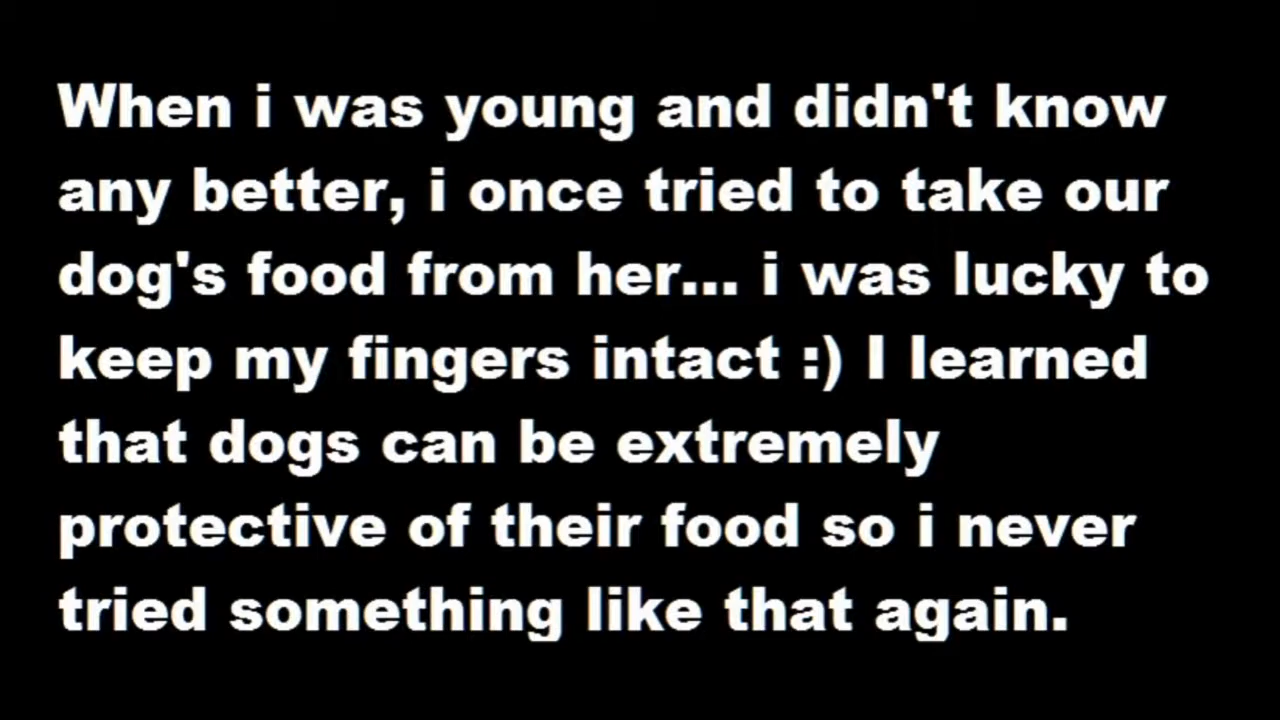 When i was young and didn't know
any better, i once tried to take our
dog's food from her... i was lucky to
keep my fingers intact :) I learned
that dogs can be extremely
protective of their food so i never
tried something like that again.